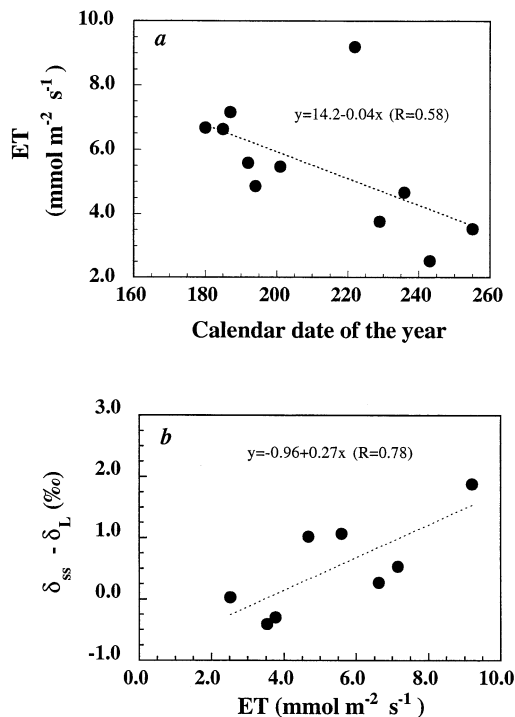 10.0
a
8.0
y=14.2-0.04x (R=0.58)
6.0
4.0
2.0
ET
(mmol m⁻² s⁻¹)
160 180 200 220 240 260
Calendar date of the year
3.0
b
y=-0.96+0.27x (R=0.78)
2.0
1.0
0.0
-1.0
δss - δL (‰)
0.0 2.0 4.0 6.0 8.0 10.0
ET (mmol m⁻² s⁻¹)